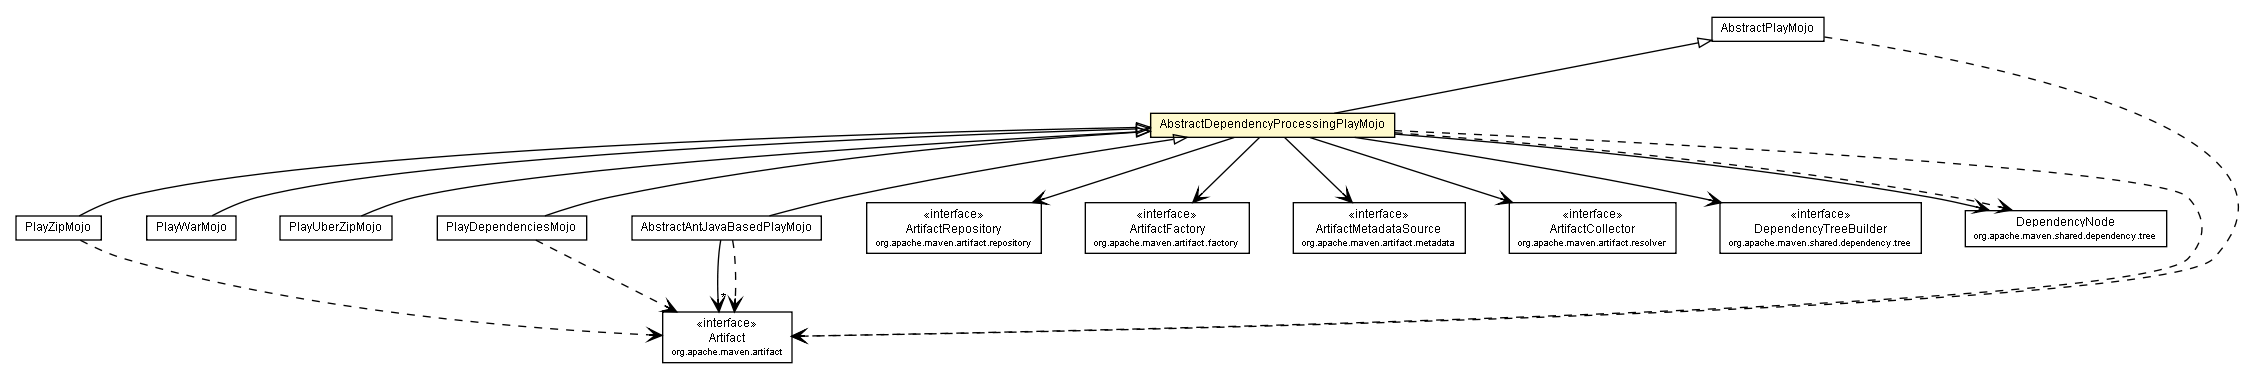 AbstractPlayMojo
AbstractDependencyProcessingPlayMojo
PlayZipMojo
PlayWarMojo
PlayUberZipMojo
PlayDependenciesMojo
AbstractAntJavaBasedPlayMojo
«interface»
ArtifactRepository
org.apache.maven.artifact.repository
«interface»
ArtifactFactory
org.apache.maven.artifact.factory
«interface»
ArtifactMetadataSource
org.apache.maven.artifact.metadata
«interface»
ArtifactCollector
org.apache.maven.artifact.resolver
«interface»
DependencyTreeBuilder
org.apache.maven.shared.dependency.tree
DependencyNode
org.apache.maven.shared.dependency.tree
*
«interface»
Artifact
org.apache.maven.artifact